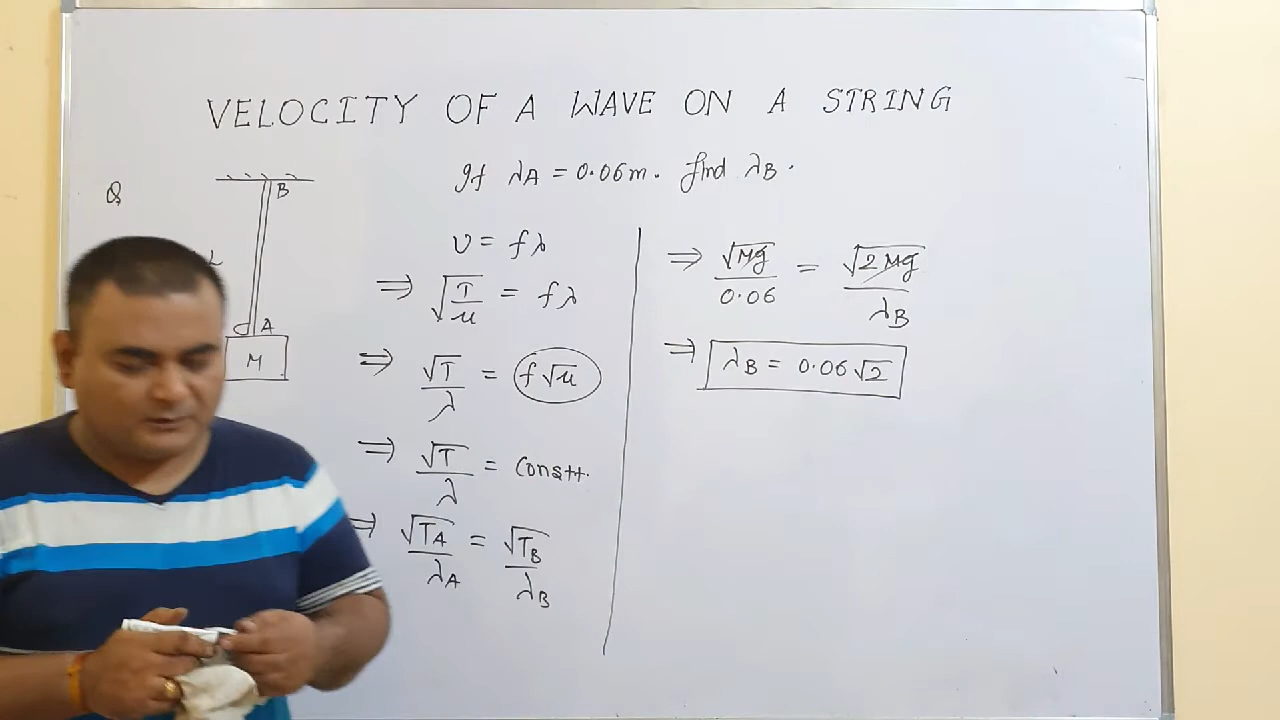 VELOCITY OF A WAVE ON A STRING
If λA = 0.06m. find λB.
Q
B
L
A
M
v = fλ
⇒ √(T/μ) = fλ
⇒ √T/λ = f√μ
⇒ √T/λ = Constt.
⇒ √TA/λA = √TB/λB
⇒ √Mg/0.06 = √2Mg/λB
⇒ λB = 0.06√2